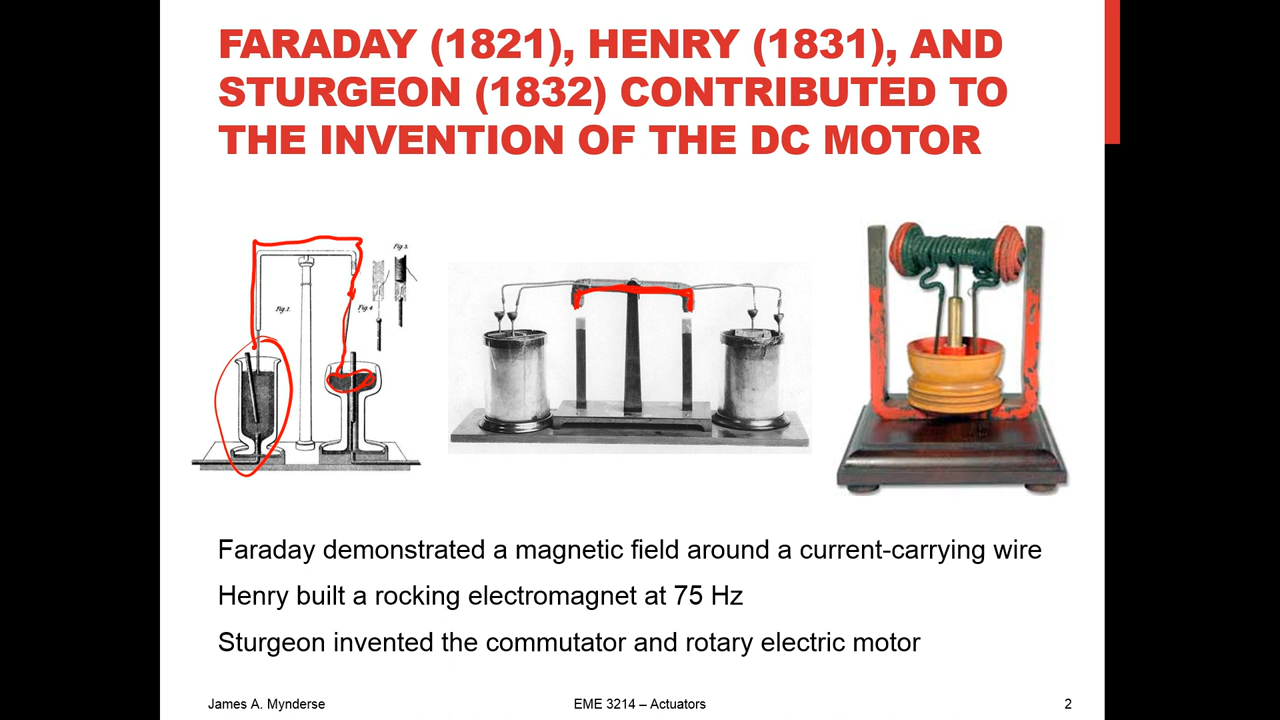 FARADAY (1821), HENRY (1831), AND
STURGEON (1832) CONTRIBUTED TO
THE INVENTION OF THE DC MOTOR
Fig 3.
Fig 1.
Fig 4
Faraday demonstrated a magnetic field around a current-carrying wire
Henry built a rocking electromagnet at 75 Hz
Sturgeon invented the commutator and rotary electric motor
James A. Mynderse
EME 3214 – Actuators
2